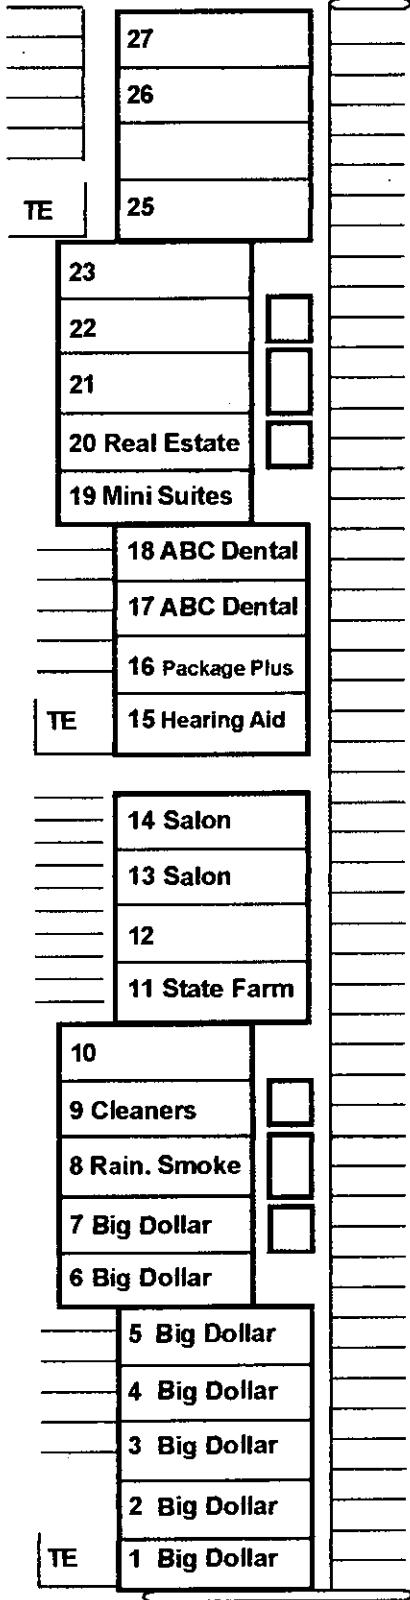 27
26
TE
25
23
22
21
20 Real Estate
19 Mini Suites
18 ABC Dental
17 ABC Dental
16 Package Plus
TE
15 Hearing Aid
14 Salon
13 Salon
12
11 State Farm
10
9 Cleaners
8 Rain. Smoke
7 Big Dollar
6 Big Dollar
5 Big Dollar
4 Big Dollar
3 Big Dollar
2 Big Dollar
TE
1 Big Dollar